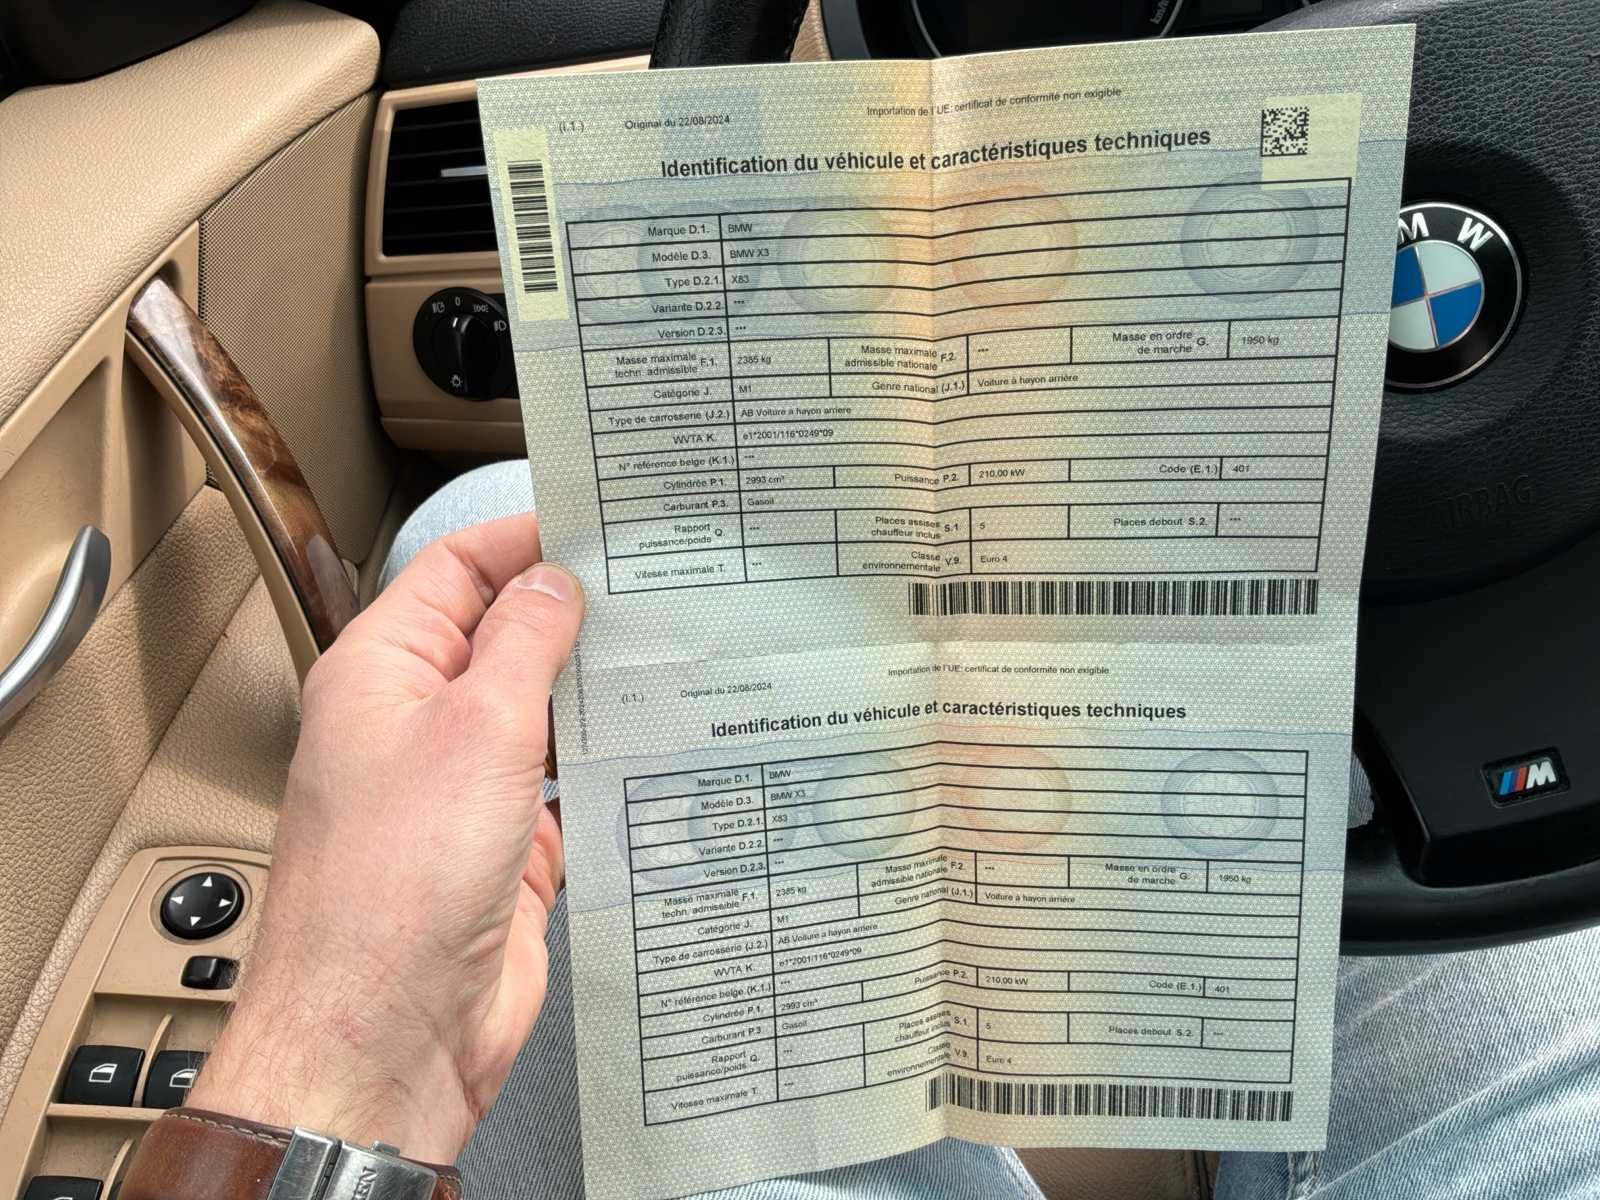 km/h
(I.1.) Original du 22/08/2024 Importation de l'UE: certificat de conformité non exigible
Identification du véhicule et caractéristiques techniques
Marque D.1. BMW
Modèle D.3. BMW X3
Type D.2.1. X83
Variante D.2.2. ---
Version D.2.3. ---
Masse maximale techn. admissible F.1. 2385 kg Masse maximale admissible nationale F.2. --- Masse en ordre de marche G. 1950 kg
Catégorie J. M1 Genre national (J.1.) Voiture à hayon arrière
Type de carrosserie (J.2.) AB Voiture à hayon arrière
WVTA K. e1*2001/116*0249*09
N° référence belge (K.1.) ---
Cylindrée P.1. 2993 cm³ Puissance P.2. 210,00 kW Code (E.1.) 401
Carburant P.3. Gasoil
Rapport puissance/poids Q. --- Places assises chauffeur inclus S.1. 5 Places debout S.2. ---
Vitesse maximale T. --- Classe environnementale V.9. Euro 4
(I.1.) Original du 22/08/2024 Importation de l'UE: certificat de conformité non exigible
Identification du véhicule et caractéristiques techniques
Marque D.1. BMW
Modèle D.3. BMW X3
Type D.2.1. X83
Variante D.2.2. ---
Version D.2.3. ---
Masse maximale techn. admissible F.1. 2385 kg Masse maximale admissible nationale F.2. --- Masse en ordre de marche G. 1950 kg
Catégorie J. M1 Genre national (J.1.) Voiture à hayon arrière
Type de carrosserie (J.2.) AB Voiture à hayon arrière
WVTA K. e1*2001/116*0249*09
N° référence belge (K.1.) ---
Cylindrée P.1. 2993 cm³ Puissance P.2. 210,00 kW Code (E.1.) 401
Carburant P.3. Gasoil
Rapport puissance/poids Q. --- Places assises chauffeur inclus S.1. 5 Places debout S.2. ---
Vitesse maximale T. --- Classe environnementale V.9. Euro 4
M W
AIRBAG
M
0